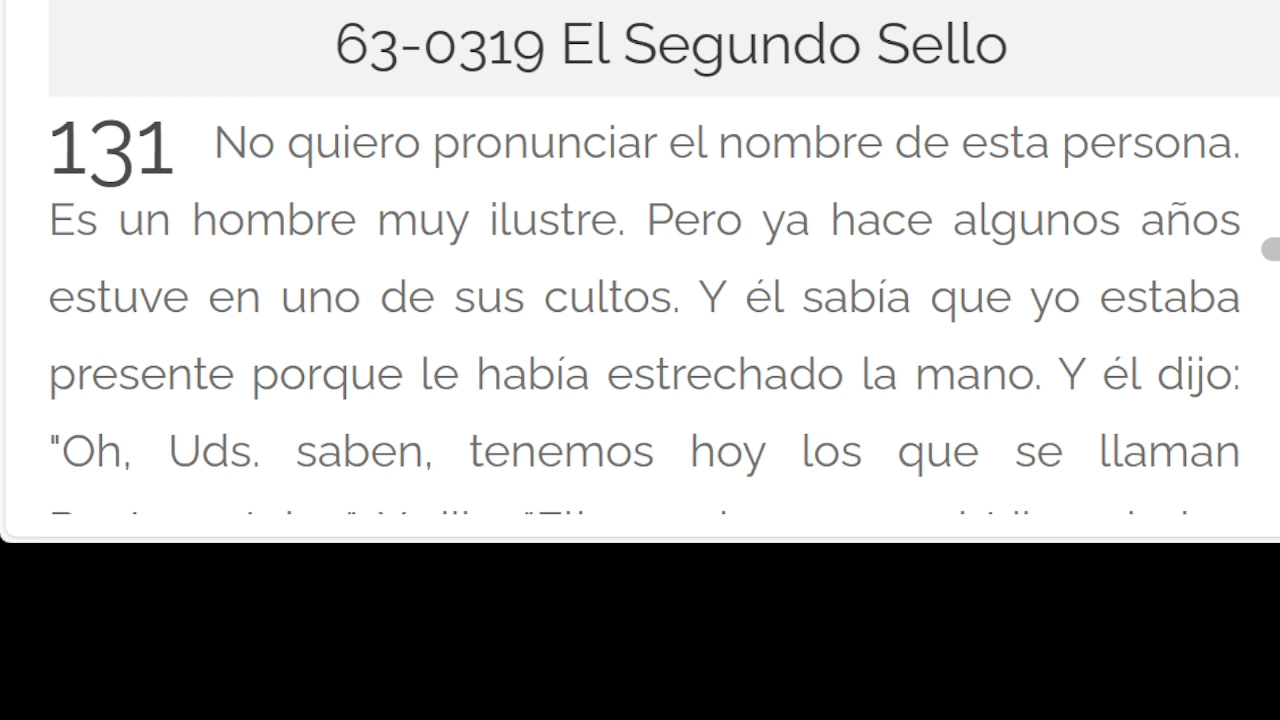 63-0319 El Segundo Sello
131 No quiero pronunciar el nombre de esta persona.
Es un hombre muy ilustre. Pero ya hace algunos años
estuve en uno de sus cultos. Y él sabía que yo estaba
presente porque le había estrechado la mano. Y él dijo:
"Oh, Uds. saben, tenemos hoy los que se llaman